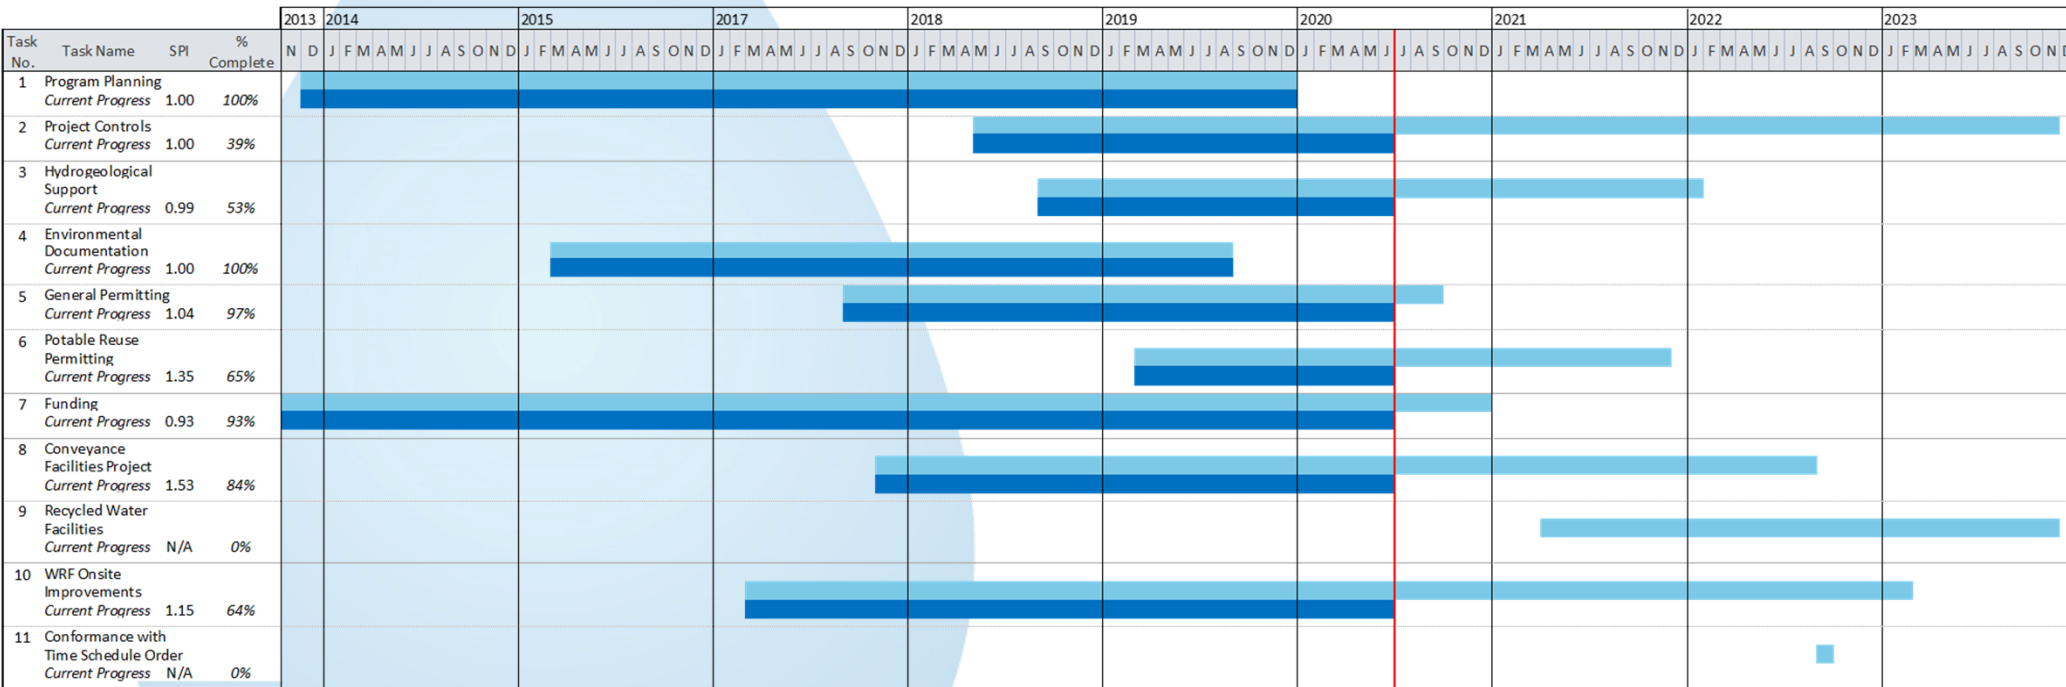 2013 2014 2015 2017 2018 2019 2020 2021 2022 2023
Task No. Task Name SPI % Complete N D J F M A M J J A S O N D J F M A M J J A S O N D J F M A M J J A S O N D J F M A M J J A S O N D J F M A M J J A S O N D J F M A M J J A S O N D J F M A M J J A S O N D J F M A M J J A S O N D J F M A M J J A S O N D
1 Program Planning
Current Progress 1.00 100%
2 Project Controls
Current Progress 1.00 39%
3 Hydrogeological
Support
Current Progress 0.99 53%
4 Environmental
Documentation
Current Progress 1.00 100%
5 General Permitting
Current Progress 1.04 97%
6 Potable Reuse
Permitting
Current Progress 1.35 65%
7 Funding
Current Progress 0.93 93%
8 Conveyance
Facilities Project
Current Progress 1.53 84%
9 Recycled Water
Facilities
Current Progress N/A 0%
10 WRF Onsite
Improvements
Current Progress 1.15 64%
11 Conformance with
Time Schedule Order
Current Progress N/A 0%